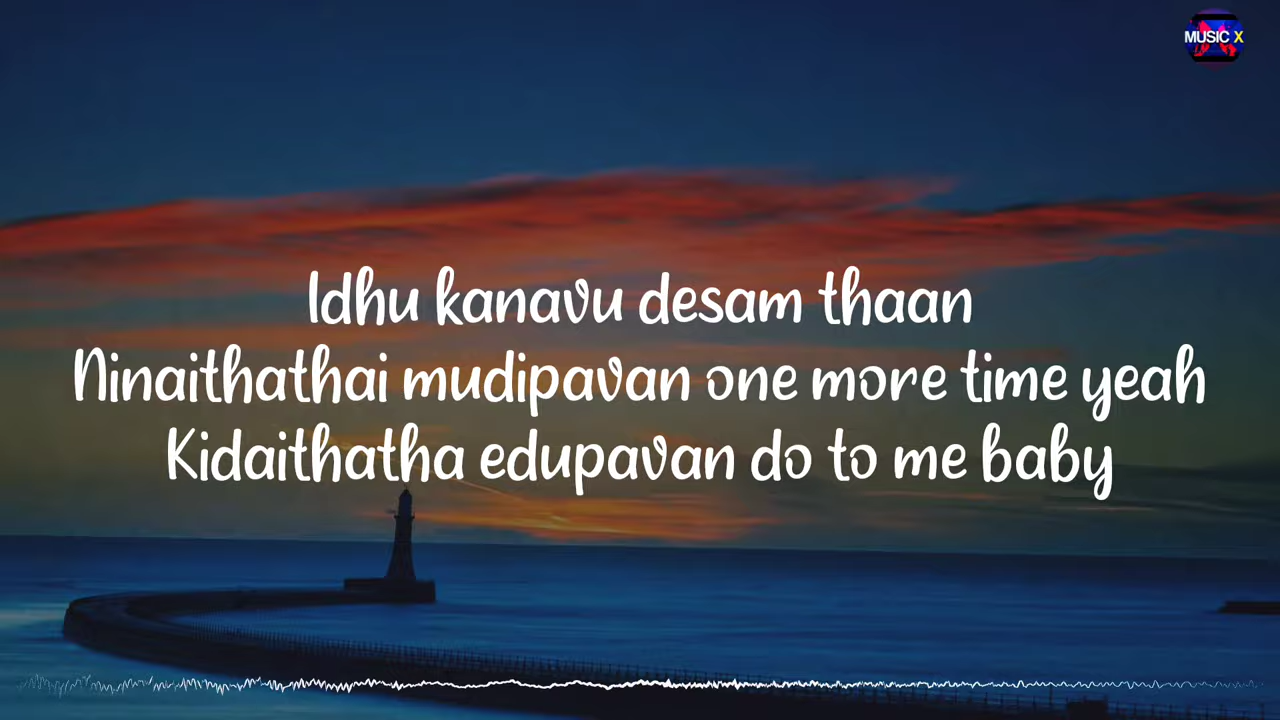 MUSIC X
Idhu kanavu desam thaan
Ninaithathai mudipavan one more time yeah
Kidaithatha edupavan do to me baby